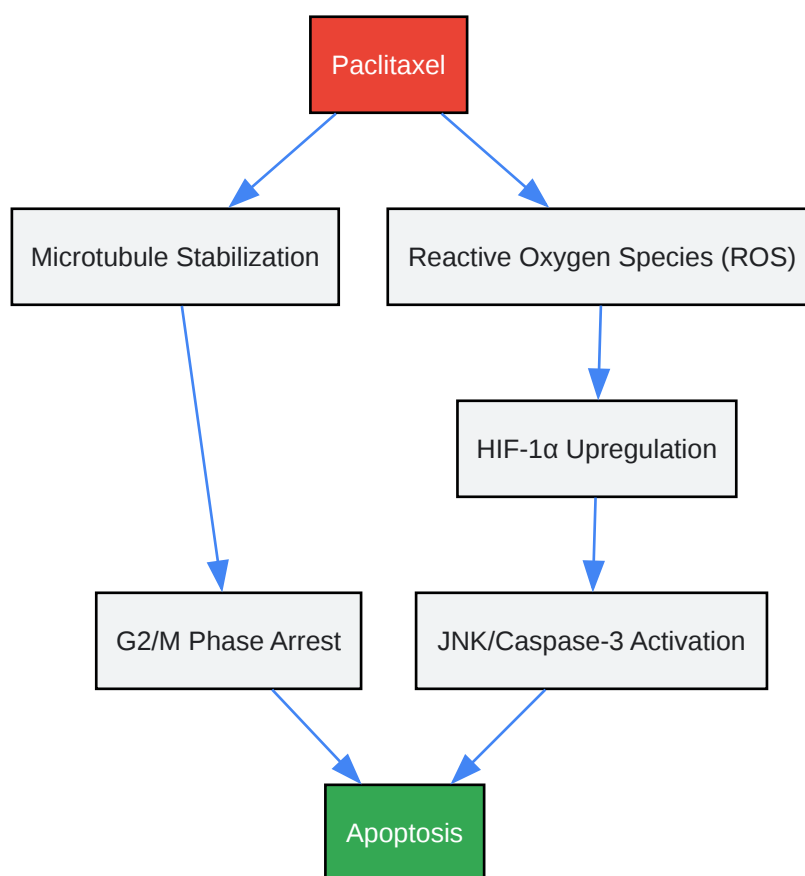 Paclitaxel
Microtubule Stabilization
Reactive Oxygen Species (ROS)
HIF-1α Upregulation
G2/M Phase Arrest
JNK/Caspase-3 Activation
Apoptosis